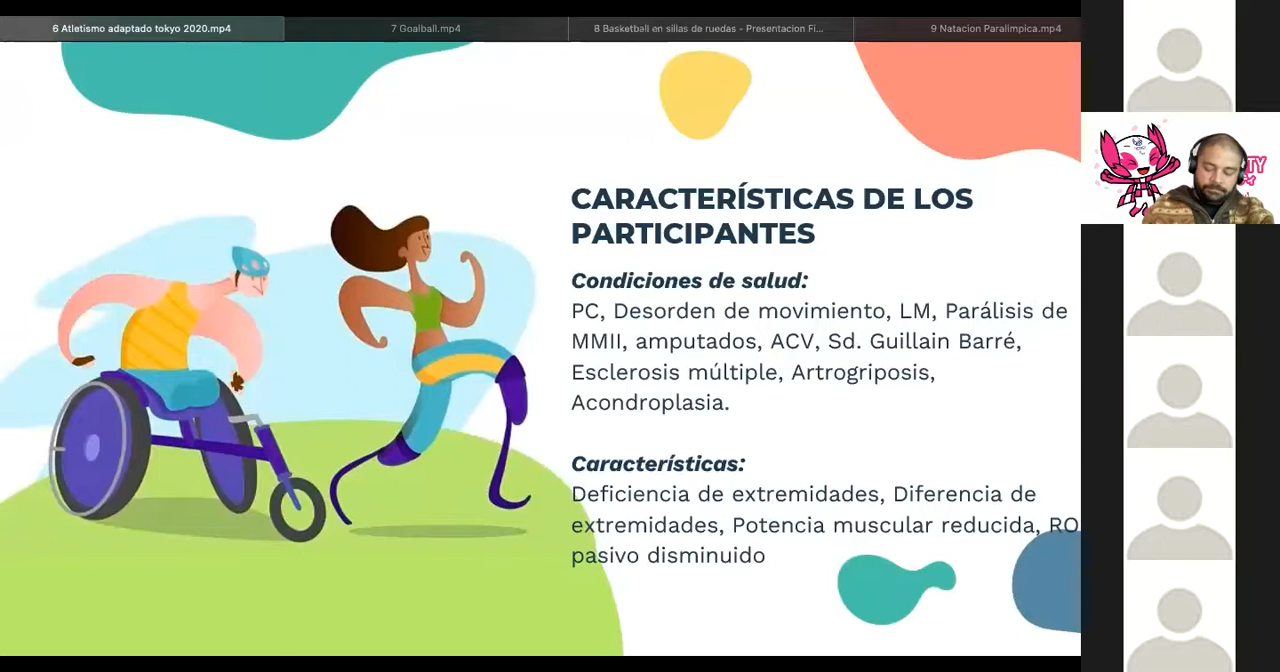 6 Atletismo adaptado tokyo 2020.mp4
7 Goalball.mp4
8 Basketball en sillas de ruedas - Presentacion Fi...
9 Natacion Paralimpica.mp4
CARACTERÍSTICAS DE LOS
PARTICIPANTES
Condiciones de salud:
PC, Desorden de movimiento, LM, Parálisis de
MMII, amputados, ACV, Sd. Guillain Barré,
Esclerosis múltiple, Artrogriposis,
Acondroplasia.
Características:
Deficiencia de extremidades, Diferencia de
extremidades, Potencia muscular reducida, RO
pasivo disminuido